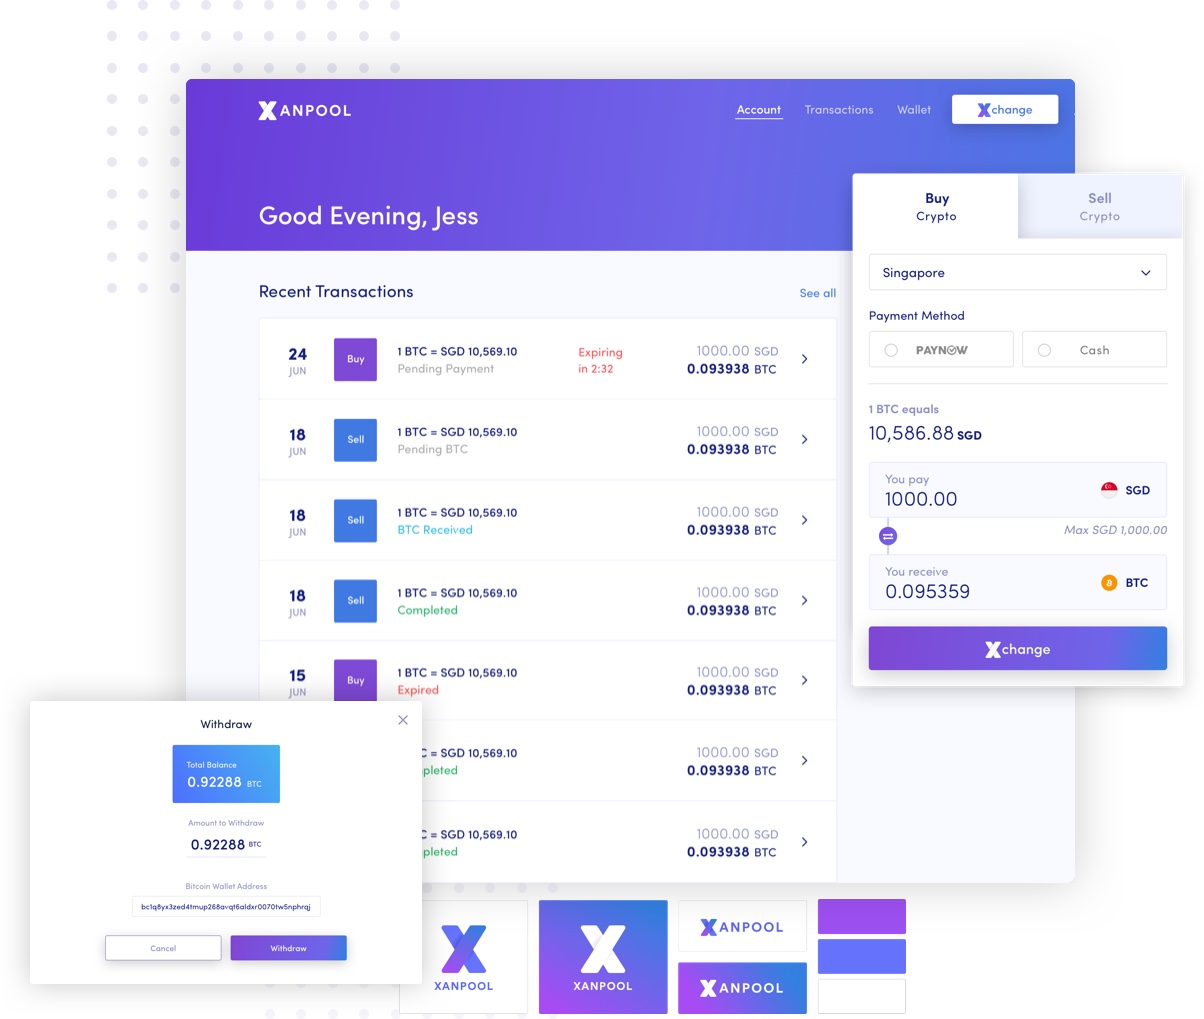 XANPOOL
Account
Transactions
Wallet
Xchange
Good Evening, Jess
Recent Transactions
See all
24
JUN
Buy
1 BTC = SGD 10,569.10
Pending Payment
Expiring
in 2:32
1000.00 SGD
0.093938 BTC
18
JUN
Sell
1 BTC = SGD 10,569.10
Pending BTC
1000.00 SGD
0.093938 BTC
18
JUN
Sell
1 BTC = SGD 10,569.10
BTC Received
1000.00 SGD
0.093938 BTC
18
JUN
Sell
1 BTC = SGD 10,569.10
Completed
1000.00 SGD
0.093938 BTC
15
JUN
Buy
1 BTC = SGD 10,569.10
Expired
1000.00 SGD
0.093938 BTC
C = SGD 10,569.10
pleted
1000.00 SGD
0.093938 BTC
C = SGD 10,569.10
pleted
1000.00 SGD
0.093938 BTC
Buy
Crypto
Sell
Crypto
Singapore
Payment Method
PAYNOW
Cash
1 BTC equals
10,586.88 SGD
You pay
1000.00
SGD
Max SGD 1,000.00
You receive
0.095359
BTC
Xchange
Withdraw
Total Balance
0.92288 BTC
Amount to Withdraw
0.92288 BTC
Bitcoin Wallet Address
bc1q8yx3zed4tmup268avqt6aldxr0070tw5nphrqj
Cancel
Withdraw
XANPOOL
XANPOOL
XANPOOL
XANPOOL